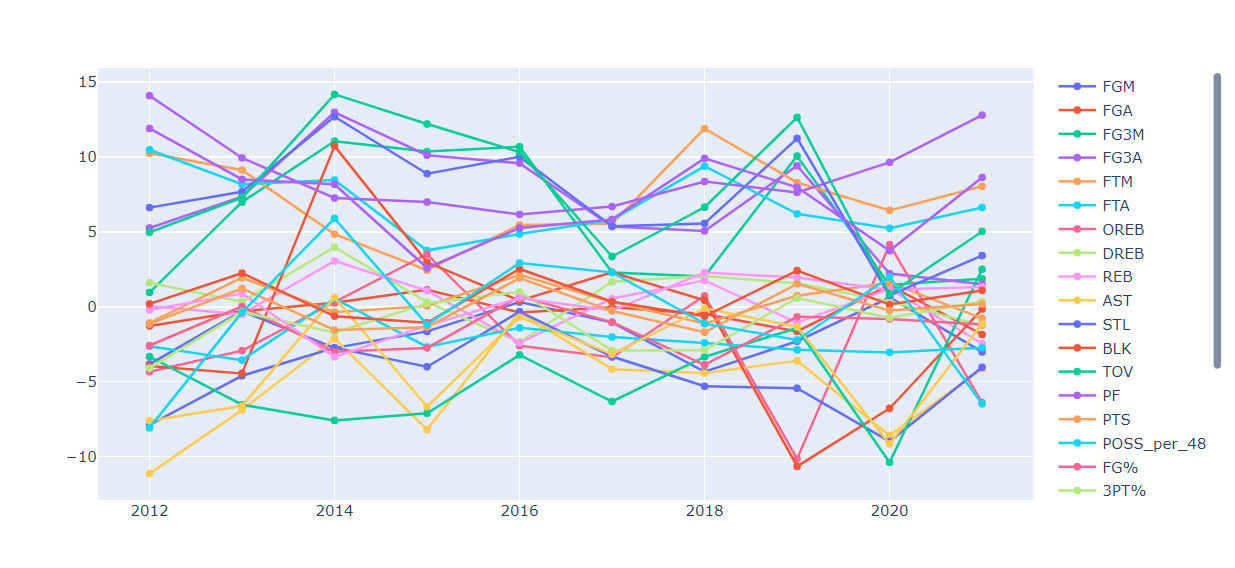 15
10
5
0
−5
−10
2012
2014
2016
2018
2020
FGM
FGA
FG3M
FG3A
FTM
FTA
OREB
DREB
REB
AST
STL
BLK
TOV
PF
PTS
POSS_per_48
FG%
3PT%